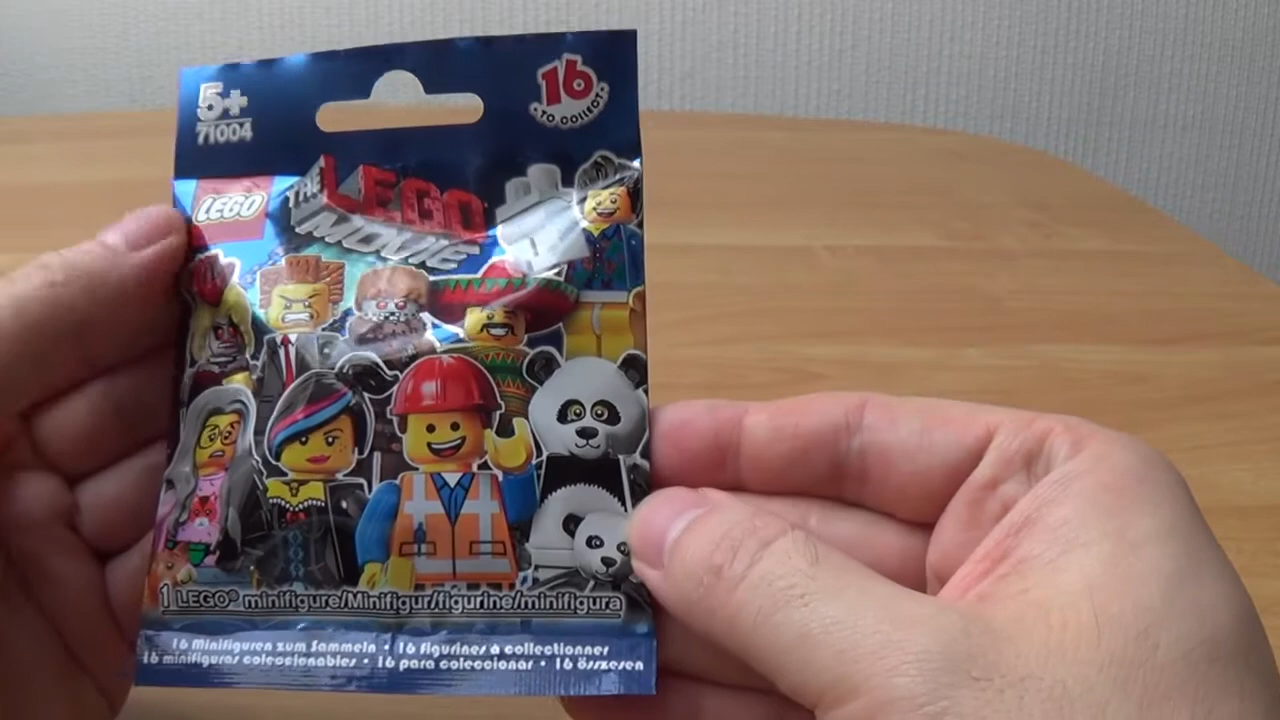 5+
71004
16
TO COLLECT
LEGO
THE LEGO
MOVIE
1 LEGO® minifigure/Minifigur/figurine/minifigura
16 Minifiguren zum Sammeln • 16 figurines à collectionner
16 minifiguras coleccionables • 16 para coleccionar • 16 összesen